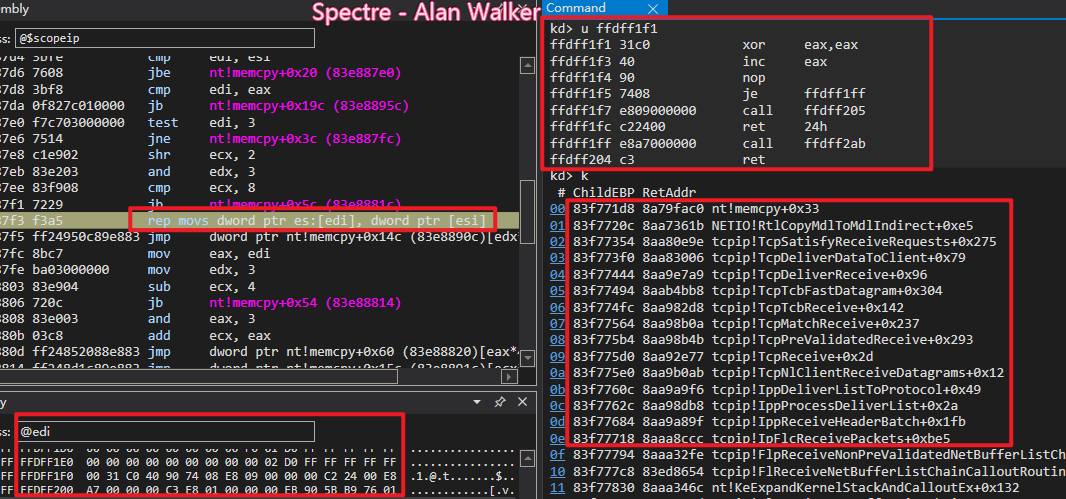 Spectre - Alan Walker
mbly
ss: @$scopeip
87d6 7608 jbe nt!memcpy+0x20 (83e887e0)
87d8 3bf8 cmp edi, eax
87da 0f827c010000 jb nt!memcpy+0x19c (83e8895c)
87e0 f7c703000000 test edi, 3
87e6 7514 jne nt!memcpy+0x3c (83e887fc)
87e8 c1e902 shr ecx, 2
87eb 83e203 and edx, 3
87ee 83f908 cmp ecx, 8
87f1 7229 jb nt!memcpy+0x5c (83e8881c)
87f3 f3a5 rep movs dword ptr es:[edi], dword ptr [esi]
87f5 ff24950c89e883 jmp dword ptr nt!memcpy+0x14c (83e8890c)[edx
87fc 8bc7 mov eax, edi
87fe ba03000000 mov edx, 3
8803 83e904 sub ecx, 4
8806 720c jb nt!memcpy+0x54 (83e88814)
8808 83e003 and eax, 3
880b 03c8 add ecx, eax
880d ff24852088e883 jmp dword ptr nt!memcpy+0x60 (83e88820)[eax*
y
ss: @edi
FF FFDFF1E0 00 00 00 00 00 00 00 00 00 00 02 D0 FF FF FF FF FF
FF FFDFF1F0 00 31 C0 40 90 74 08 E8 09 00 00 00 C2 24 00 E8 .1.@.t.......$..
FF FFDFF200 A7 00 00 00 C3 E8 01 00 00 00 EB 90 5B B9 76 01 ............[.v.
Command
kd> u ffdff1f1
ffdff1f1 31c0 xor eax,eax
ffdff1f3 40 inc eax
ffdff1f4 90 nop
ffdff1f5 7408 je ffdff1ff
ffdff1f7 e809000000 call ffdff205
ffdff1fc c22400 ret 24h
ffdff1ff e8a7000000 call ffdff2ab
ffdff204 c3 ret
kd> k
# ChildEBP RetAddr
00 83f771d8 8a79fac0 nt!memcpy+0x33
01 83f7720c 8aa7361b NETIO!RtlCopyMdlToMdlIndirect+0xe5
02 83f77354 8aa80e9e tcpip!TcpSatisfyReceiveRequests+0x275
03 83f773f0 8aa83006 tcpip!TcpDeliverDataToClient+0x79
04 83f77444 8aa9e7a9 tcpip!TcpDeliverReceive+0x96
05 83f77494 8aab4bb8 tcpip!TcpTcbFastDatagram+0x304
06 83f774fc 8aa982d8 tcpip!TcpTcbReceive+0x142
07 83f77564 8aa98b0a tcpip!TcpMatchReceive+0x237
08 83f775b4 8aa98b4b tcpip!TcpPreValidatedReceive+0x293
09 83f775d0 8aa92e77 tcpip!TcpReceive+0x2d
0a 83f775e0 8aa9b0ab tcpip!TcpNlClientReceiveDatagrams+0x12
0b 83f7760c 8aa9a9f6 tcpip!IppDeliverListToProtocol+0x49
0c 83f7762c 8aa98db8 tcpip!IppProcessDeliverList+0x2a
0d 83f77684 8aa9a89f tcpip!IppReceiveHeaderBatch+0x1fb
0e 83f77718 8aaa8ccc tcpip!IpFlcReceivePackets+0xbe5
0f 83f77794 8aaa32fe tcpip!FlpReceiveNonPreValidatedNetBufferListCh
10 83f777c8 83ed8654 tcpip!FlReceiveNetBufferListChainCalloutRoutin
11 83f77830 8aaa346c nt!KeExpandKernelStackAndCalloutEx+0x132